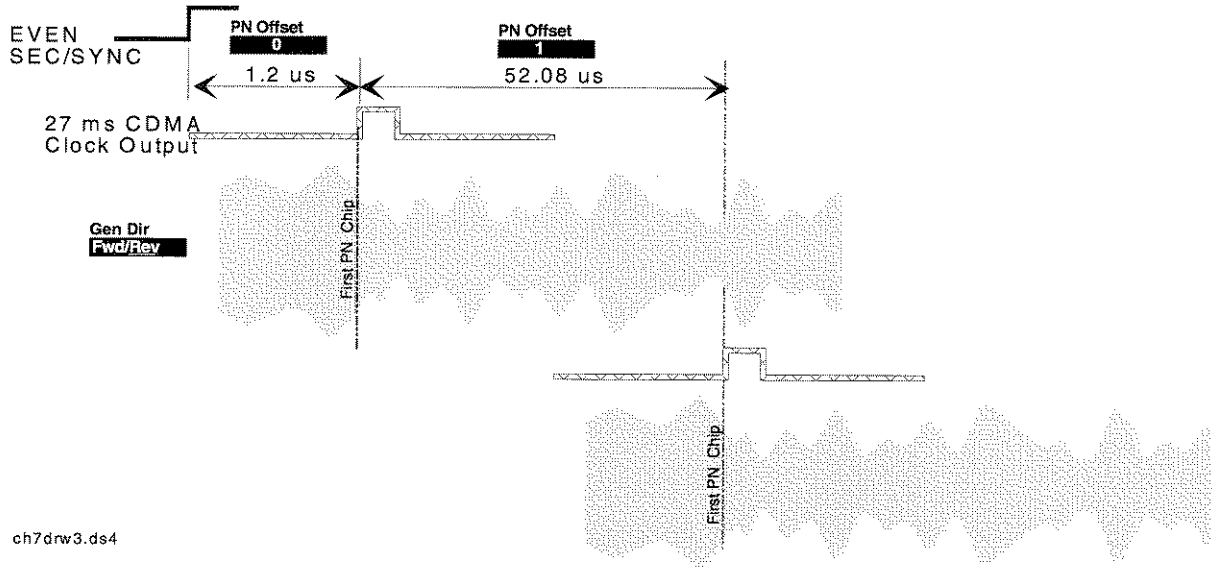 EVEN
SEC/SYNC
PN Offset
0
PN Offset
1
1.2 us
52.08 us
27 ms CDMA
Clock Output
Gen Dir
Fwd/Rev
First PN Chip
First PN Chip
ch7drw3.ds4